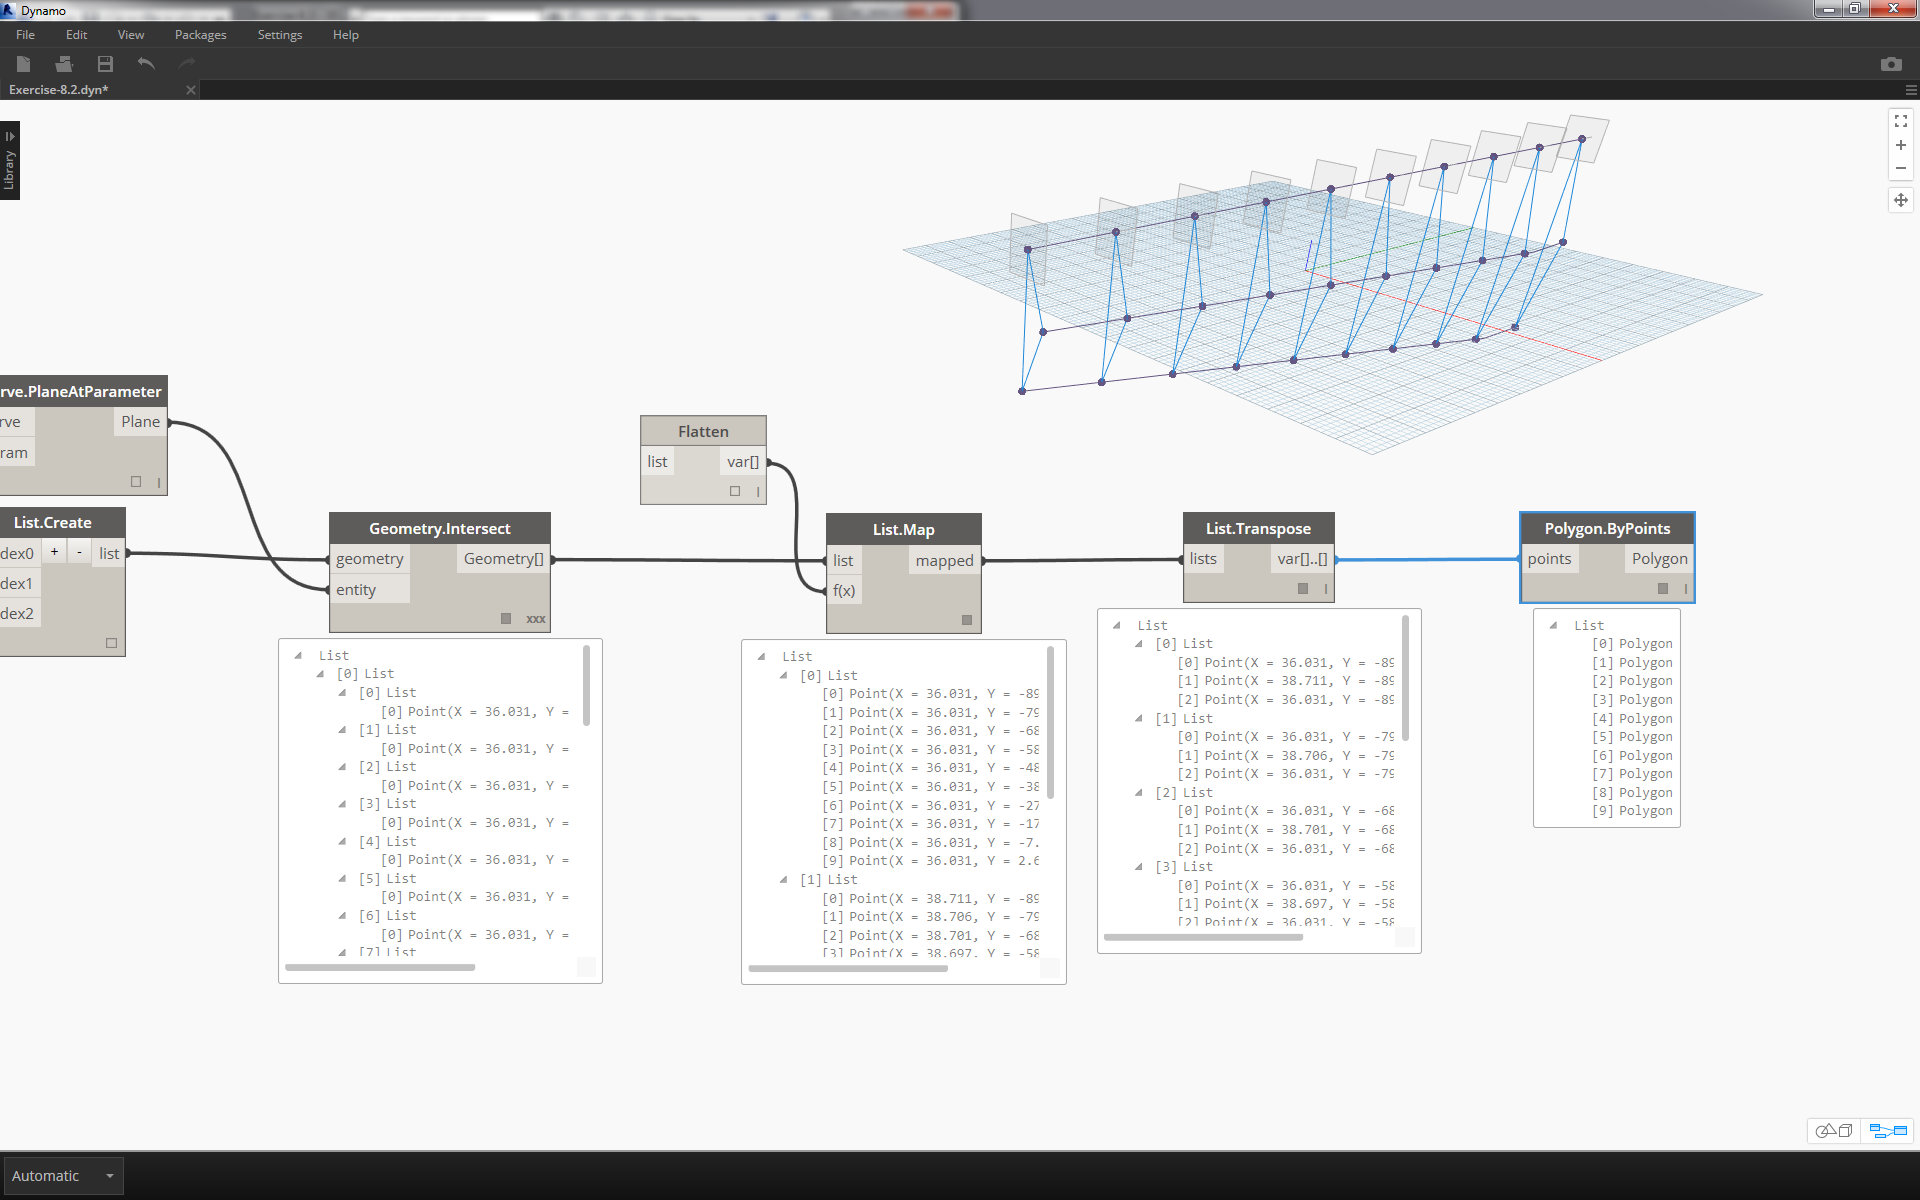 Dynamo
File Edit View Packages Settings Help
Exercise-8.2.dyn*
Library
rve.PlaneAtParameter
rve Plane
ram
List.Create
dex0 + - list
dex1
dex2
Geometry.Intersect
geometry Geometry[]
entity
xxx
List
[0] List
[0] List
[0] Point(X = 36.031, Y =
[1] List
[0] Point(X = 36.031, Y =
[2] List
[0] Point(X = 36.031, Y =
[3] List
[0] Point(X = 36.031, Y =
[4] List
[0] Point(X = 36.031, Y =
[5] List
[0] Point(X = 36.031, Y =
[6] List
[0] Point(X = 36.031, Y =
[7] List
Flatten
list var[]
List.Map
list mapped
f(x)
List
[0] List
[0] Point(X = 36.031, Y = -89
[1] Point(X = 36.031, Y = -79
[2] Point(X = 36.031, Y = -68
[3] Point(X = 36.031, Y = -58
[4] Point(X = 36.031, Y = -48
[5] Point(X = 36.031, Y = -38
[6] Point(X = 36.031, Y = -27
[7] Point(X = 36.031, Y = -17
[8] Point(X = 36.031, Y = -7.
[9] Point(X = 36.031, Y = 2.6
[1] List
[0] Point(X = 38.711, Y = -89
[1] Point(X = 38.706, Y = -79
[2] Point(X = 38.701, Y = -68
[3] Point(X = 38.697, Y = -58
List.Transpose
lists var[]..[]
List
[0] List
[0] Point(X = 36.031, Y = -89
[1] Point(X = 38.711, Y = -89
[2] Point(X = 36.031, Y = -89
[1] List
[0] Point(X = 36.031, Y = -79
[1] Point(X = 38.706, Y = -79
[2] Point(X = 36.031, Y = -79
[2] List
[0] Point(X = 36.031, Y = -68
[1] Point(X = 38.701, Y = -68
[2] Point(X = 36.031, Y = -68
[3] List
[0] Point(X = 36.031, Y = -58
[1] Point(X = 38.697, Y = -58
[2] Point(X = 36.031, Y = -58
Polygon.ByPoints
points Polygon
List
[0] Polygon
[1] Polygon
[2] Polygon
[3] Polygon
[4] Polygon
[5] Polygon
[6] Polygon
[7] Polygon
[8] Polygon
[9] Polygon
Automatic